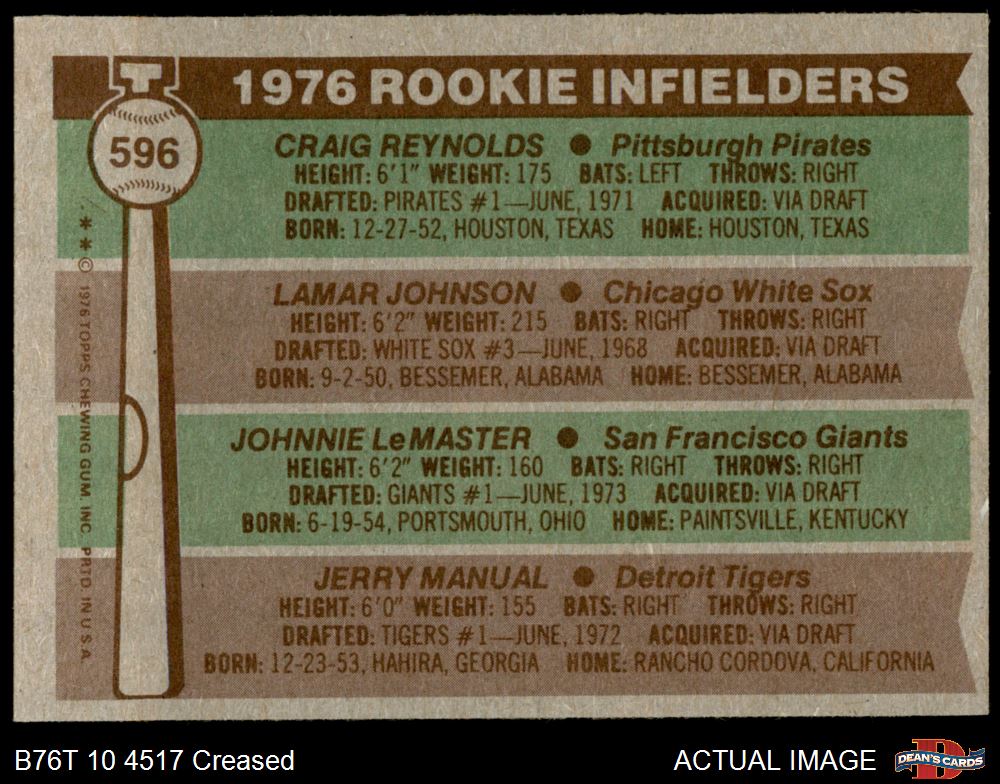 T
1976 ROOKIE INFIELDERS
596
CRAIG REYNOLDS ● Pittsburgh Pirates
HEIGHT: 6'1" WEIGHT: 175 BATS: LEFT THROWS: RIGHT
DRAFTED: PIRATES #1—JUNE, 1971 ACQUIRED: VIA DRAFT
BORN: 12-27-52, HOUSTON, TEXAS HOME: HOUSTON, TEXAS
LAMAR JOHNSON ● Chicago White Sox
HEIGHT: 6'2" WEIGHT: 215 BATS: RIGHT THROWS: RIGHT
DRAFTED: WHITE SOX #3—JUNE, 1968 ACQUIRED: VIA DRAFT
BORN: 9-2-50, BESSEMER, ALABAMA HOME: BESSEMER, ALABAMA
JOHNNIE LeMASTER ● San Francisco Giants
HEIGHT: 6'2" WEIGHT: 160 BATS: RIGHT THROWS: RIGHT
DRAFTED: GIANTS #1—JUNE, 1973 ACQUIRED: VIA DRAFT
BORN: 6-19-54, PORTSMOUTH, OHIO HOME: PAINTSVILLE, KENTUCKY
JERRY MANUAL ● Detroit Tigers
HEIGHT: 6'0" WEIGHT: 155 BATS: RIGHT THROWS: RIGHT
DRAFTED: TIGERS #1—JUNE, 1972 ACQUIRED: VIA DRAFT
BORN: 12-23-53, HAHIRA, GEORGIA HOME: RANCHO CORDOVA, CALIFORNIA
* * © 1976 TOPPS CHEWING GUM, INC. PRTD. IN U.S.A.
B76T 10 4517 Creased
ACTUAL IMAGE
D
DEAN'S CARDS